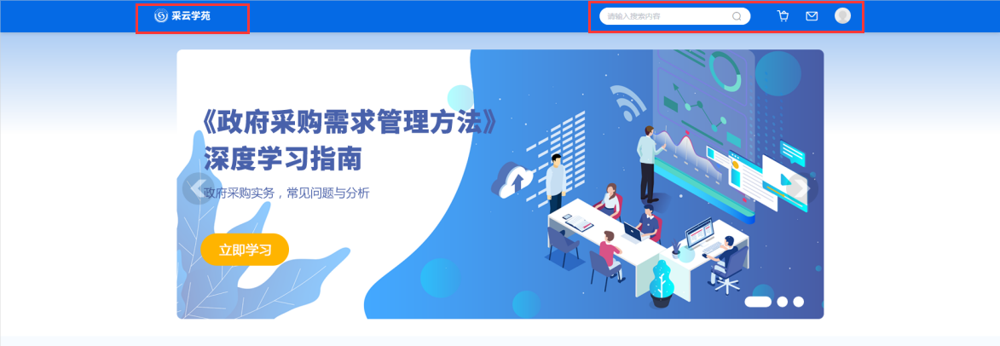 采云学苑
请输入搜索内容
《政府采购需求管理方法》
深度学习指南
政府采购实务，常见问题与分析
立即学习